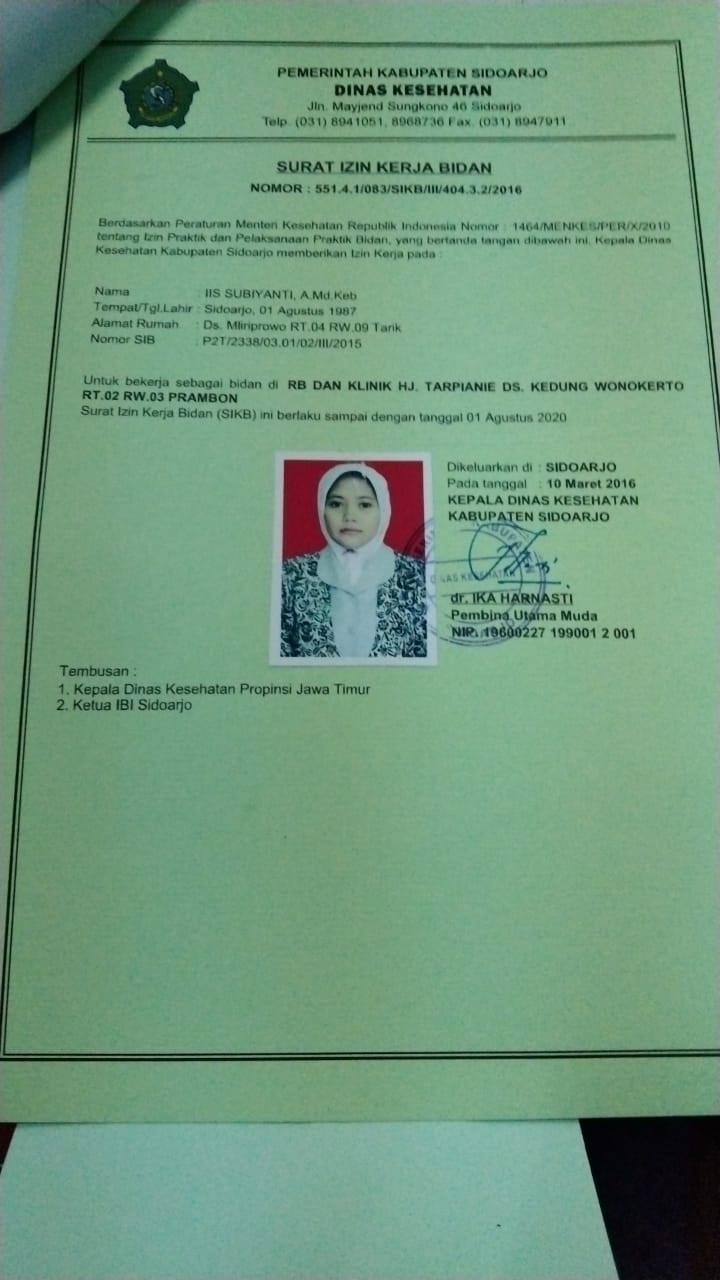 PEMERINTAH KABUPATEN SIDOARJO
DINAS KESEHATAN
Jln. Mayjend Sungkono 46 Sidoarjo
Telp. (031) 8941051, 8968736 Fax. (031) 8947911
SURAT IZIN KERJA BIDAN
NOMOR : 551.4.1/083/SIKB/III/404.3.2/2016
Berdasarkan Peraturan Menteri Kesehatan Republik Indonesia Nomor : 1464/MENKES/PER/X/2010
tentang Izin Praktik dan Pelaksanaan Praktik Bidan, yang bertanda tangan dibawah ini, Kepala Dinas
Kesehatan Kabupaten Sidoarjo memberikan Izin Kerja pada :
Nama : IIS SUBIYANTI, A.Md.Keb
Tempat/Tgl.Lahir : Sidoarjo, 01 Agustus 1987
Alamat Rumah : Ds. Mliriprowo RT.04 RW.09 Tarik
Nomor SIB : P2T/2338/03.01/02/III/2015
Untuk bekerja sebagai bidan di RB DAN KLINIK HJ. TARPIANIE DS. KEDUNG WONOKERTO
RT.02 RW.03 PRAMBON
Surat Izin Kerja Bidan (SIKB) ini berlaku sampai dengan tanggal 01 Agustus 2020
Dikeluarkan di : SIDOARJO
Pada tanggal : 10 Maret 2016
KEPALA DINAS KESEHATAN
KABUPATEN SIDOARJO
DINAS KESEHATAN
dr. IKA HARNASTI
Pembina Utama Muda
NIP. 19600227 199001 2 001
Tembusan :
1. Kepala Dinas Kesehatan Propinsi Jawa Timur
2. Ketua IBI Sidoarjo